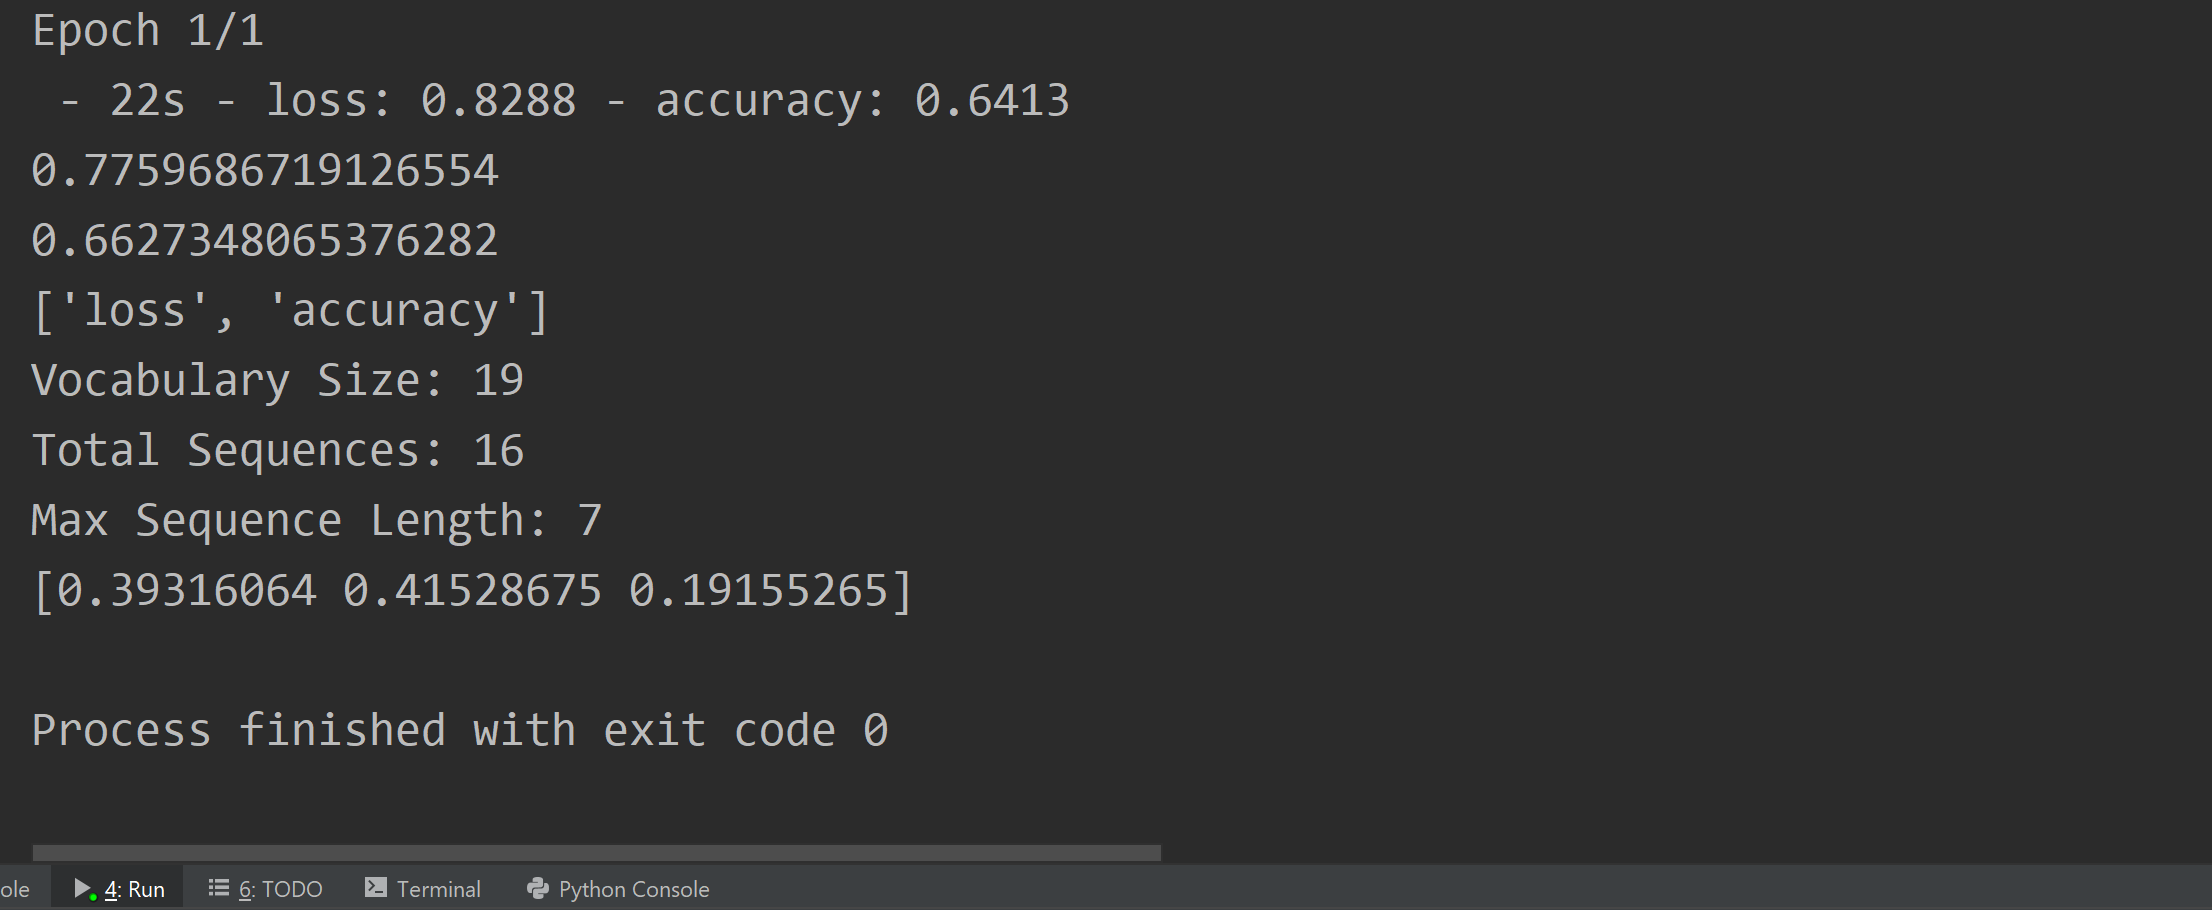 Epoch 1/1
 - 22s - loss: 0.8288 - accuracy: 0.6413
0.7759686719126554
0.6627348065376282
['loss', 'accuracy']
Vocabulary Size: 19
Total Sequences: 16
Max Sequence Length: 7
[0.39316064 0.41528675 0.19155265]
Process finished with exit code 0
ole 4: Run 6: TODO Terminal Python Console